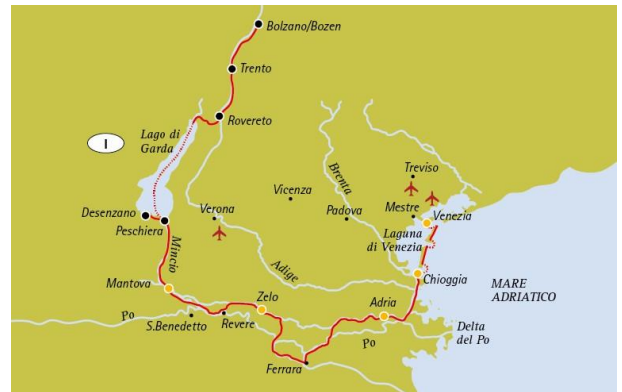 Bolzano/Bozen
Trento
Rovereto
Lago di
Garda
I
Treviso
Brenta
Vicenza
Desenzano
Verona
Padova
Mestre
Venezia
Peschiera
Laguna
di Venezia
Mincio
Adige
Chioggia
Mantova
MARE
ADRIATICO
Zelo
Adria
Po
S.Benedetto
Revere
Po
Delta
del Po
Ferrara